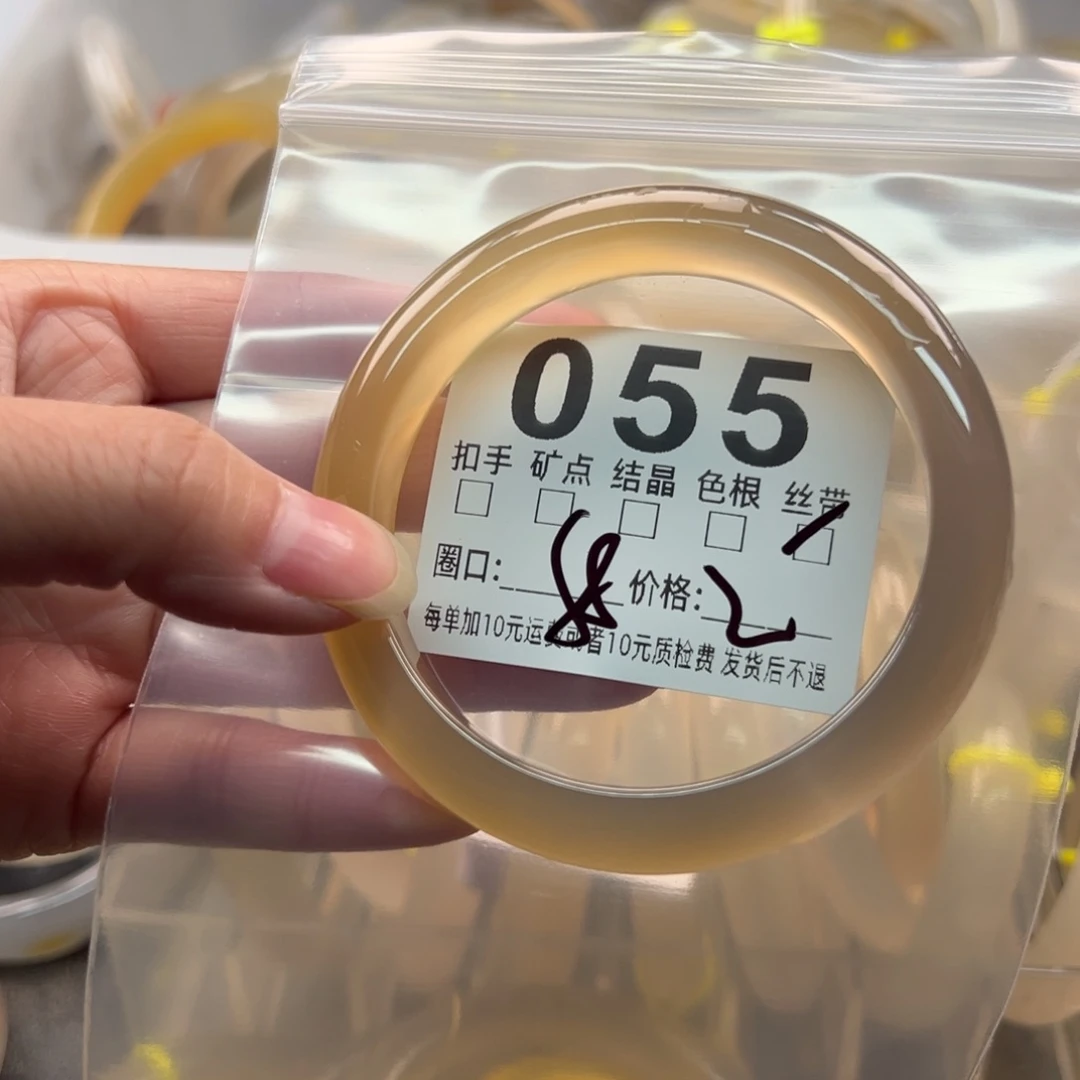 055
扣手 矿点 结晶 色根 丝带
圈口: 8 价格: 2
每单加10元运费或者10元质检费 发货后不退